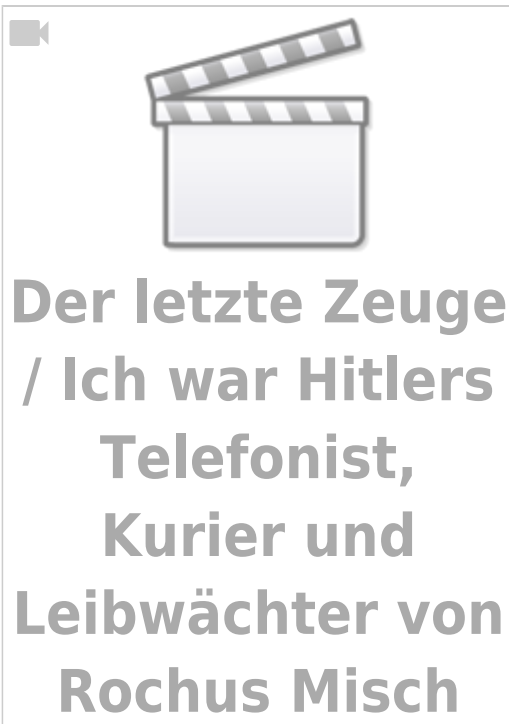 Der letzte Zeuge
/ Ich war Hitlers
Telefonist,
Kurier und
Leibwächter von
Rochus Misch